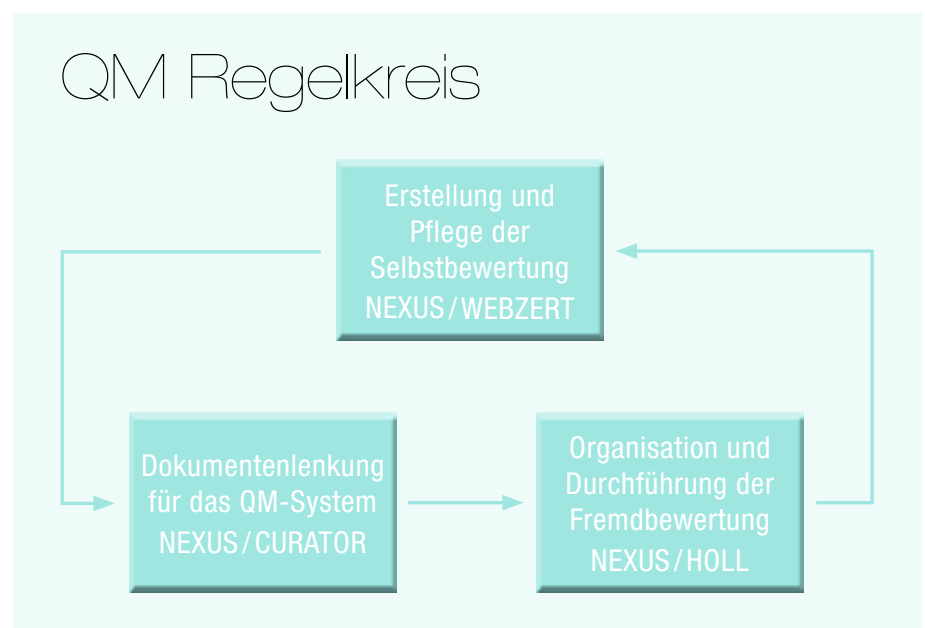 QM Regelkreis
Erstellung und
Pflege der
Selbstbewertung
NEXUS / WEBZERT
Dokumentenlenkung
für das QM-System
NEXUS / CURATOR
Organisation und
Durchführung der
Fremdbewertung
NEXUS / HOLL